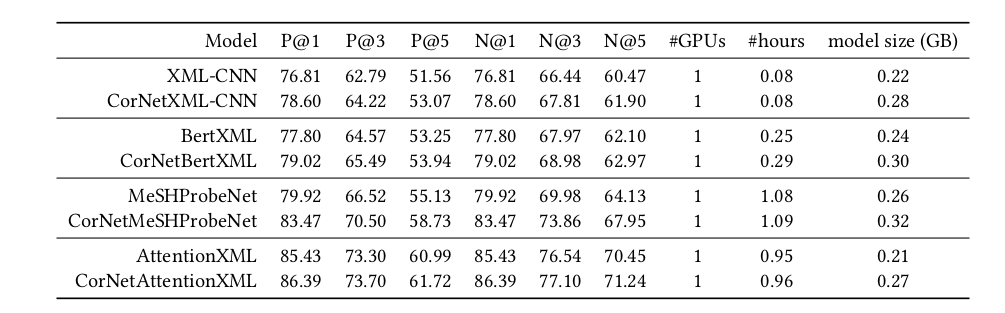 Model P@1 P@3 P@5 N@1 N@3 N@5 #GPUs #hours model size (GB)
XML-CNN 76.81 62.79 51.56 76.81 66.44 60.47 1 0.08 0.22
CorNetXML-CNN 78.60 64.22 53.07 78.60 67.81 61.90 1 0.08 0.28
BertXML 77.80 64.57 53.25 77.80 67.97 62.10 1 0.25 0.24
CorNetBertXML 79.02 65.49 53.94 79.02 68.98 62.97 1 0.29 0.30
MeSHProbeNet 79.92 66.52 55.13 79.92 69.98 64.13 1 1.08 0.26
CorNetMeSHProbeNet 83.47 70.50 58.73 83.47 73.86 67.95 1 1.09 0.32
AttentionXML 85.43 73.30 60.99 85.43 76.54 70.45 1 0.95 0.21
CorNetAttentionXML 86.39 73.70 61.72 86.39 77.10 71.24 1 0.96 0.27